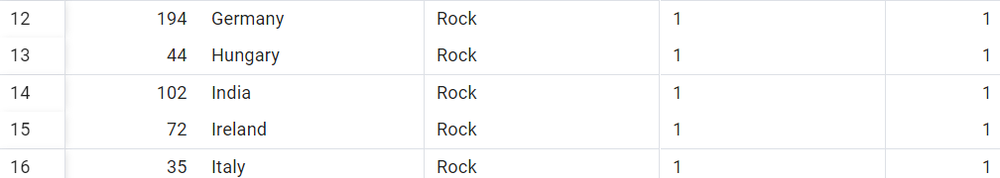 12 194 Germany Rock 1 1
13 44 Hungary Rock 1 1
14 102 India Rock 1 1
15 72 Ireland Rock 1 1
16 35 Italy Rock 1 1